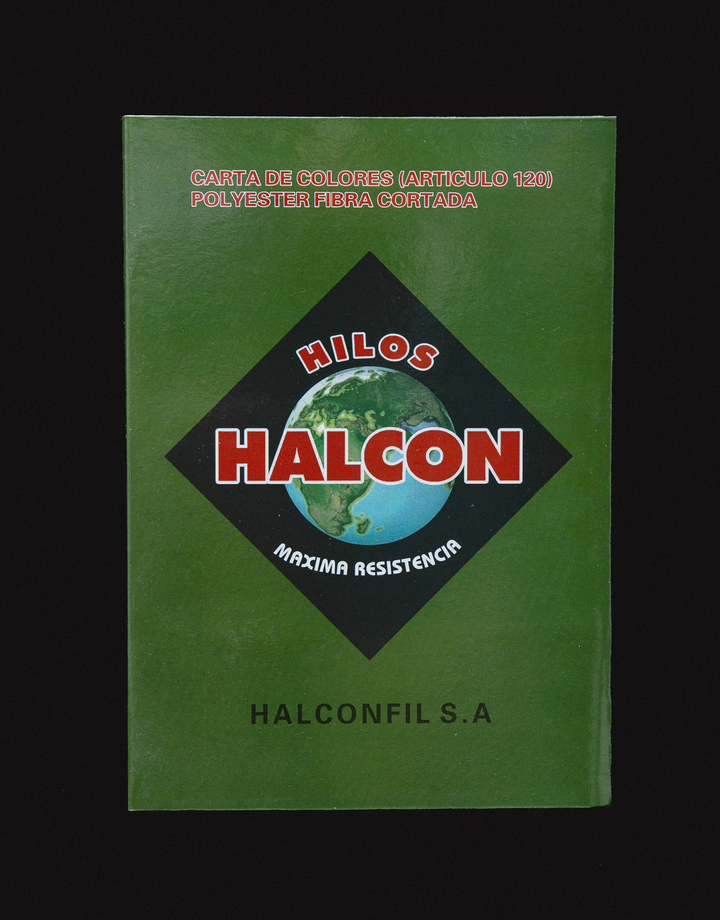 CARTA DE COLORES (ARTICULO 120)
POLYESTER FIBRA CORTADA
HILOS
HALCON
MAXIMA RESISTENCIA
HALCONFIL S.A